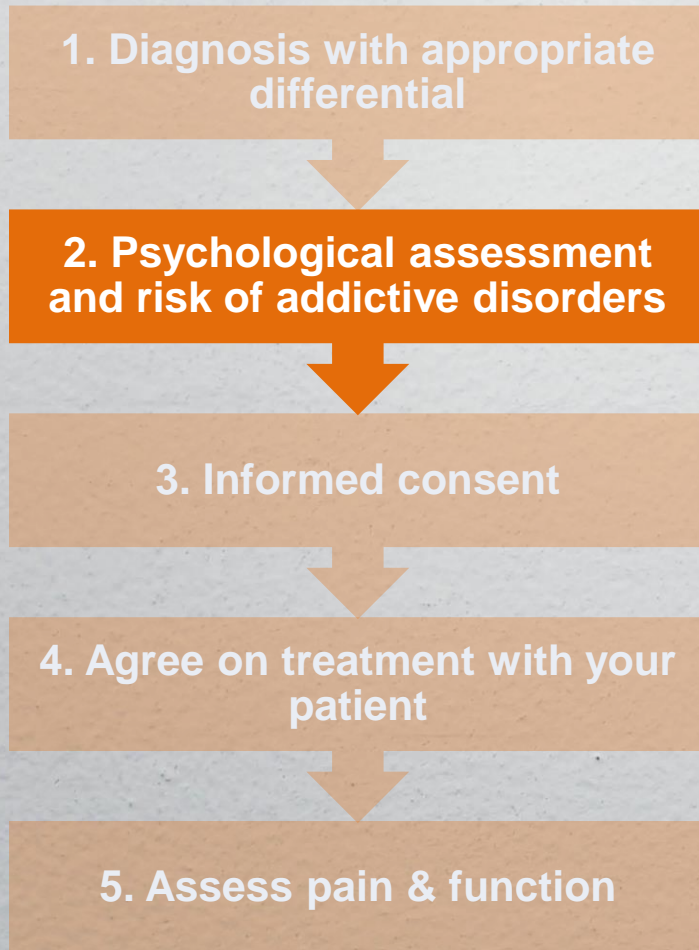 1. Diagnosis with appropriate
differential
2. Psychological assessment
and risk of addictive disorders
3. Informed consent
4. Agree on treatment with your
patient
5. Assess pain & function